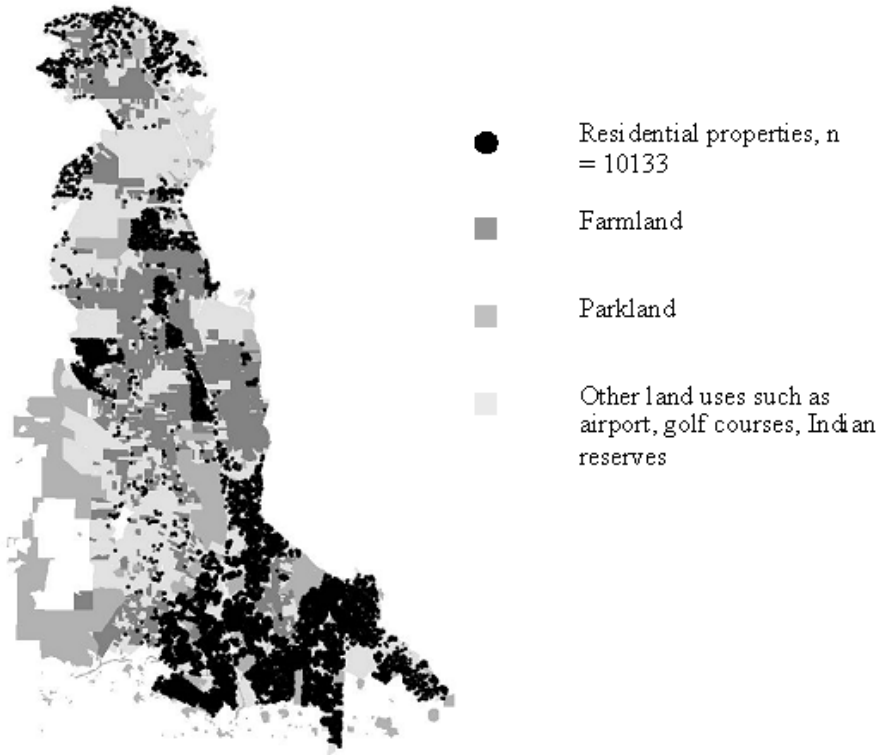 Residential properties, n
= 10133
Farmland
Parkland
Other land uses such as
airport, golf courses, Indian
reserves